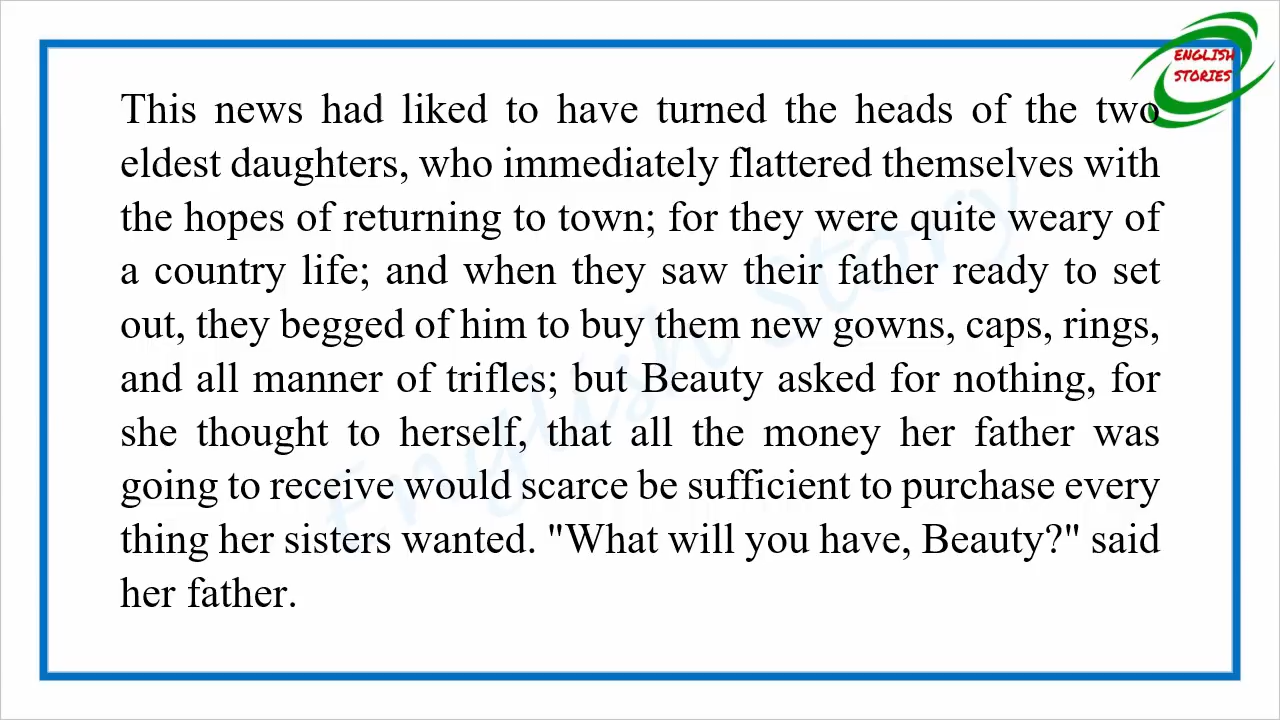 ENGLISH
STORIES
This news had liked to have turned the heads of the two
eldest daughters, who immediately flattered themselves with
the hopes of returning to town; for they were quite weary of
a country life; and when they saw their father ready to set
out, they begged of him to buy them new gowns, caps, rings,
and all manner of trifles; but Beauty asked for nothing, for
she thought to herself, that all the money her father was
going to receive would scarce be sufficient to purchase every
thing her sisters wanted. "What will you have, Beauty?" said
her father.
English Story